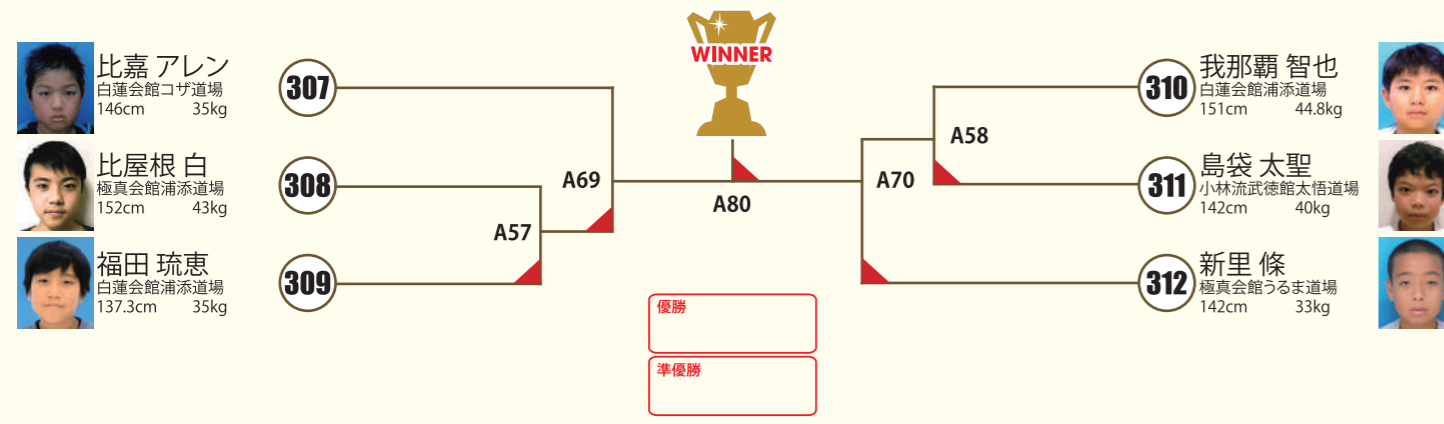 WINNER
比嘉 アレン
白蓮会館コザ道場
146cm 35kg
307
比屋根 白
極真会館浦添道場
152cm 43kg
308
福田 琉恵
白蓮会館浦添道場
137.3cm 35kg
309
A57
A69
A80
A70
A58
310
我那覇 智也
白蓮会館浦添道場
151cm 44.8kg
311
島袋 太聖
小林流武徳館太悟道場
142cm 40kg
312
新里 條
極真会館うるま道場
142cm 33kg
優勝
準優勝